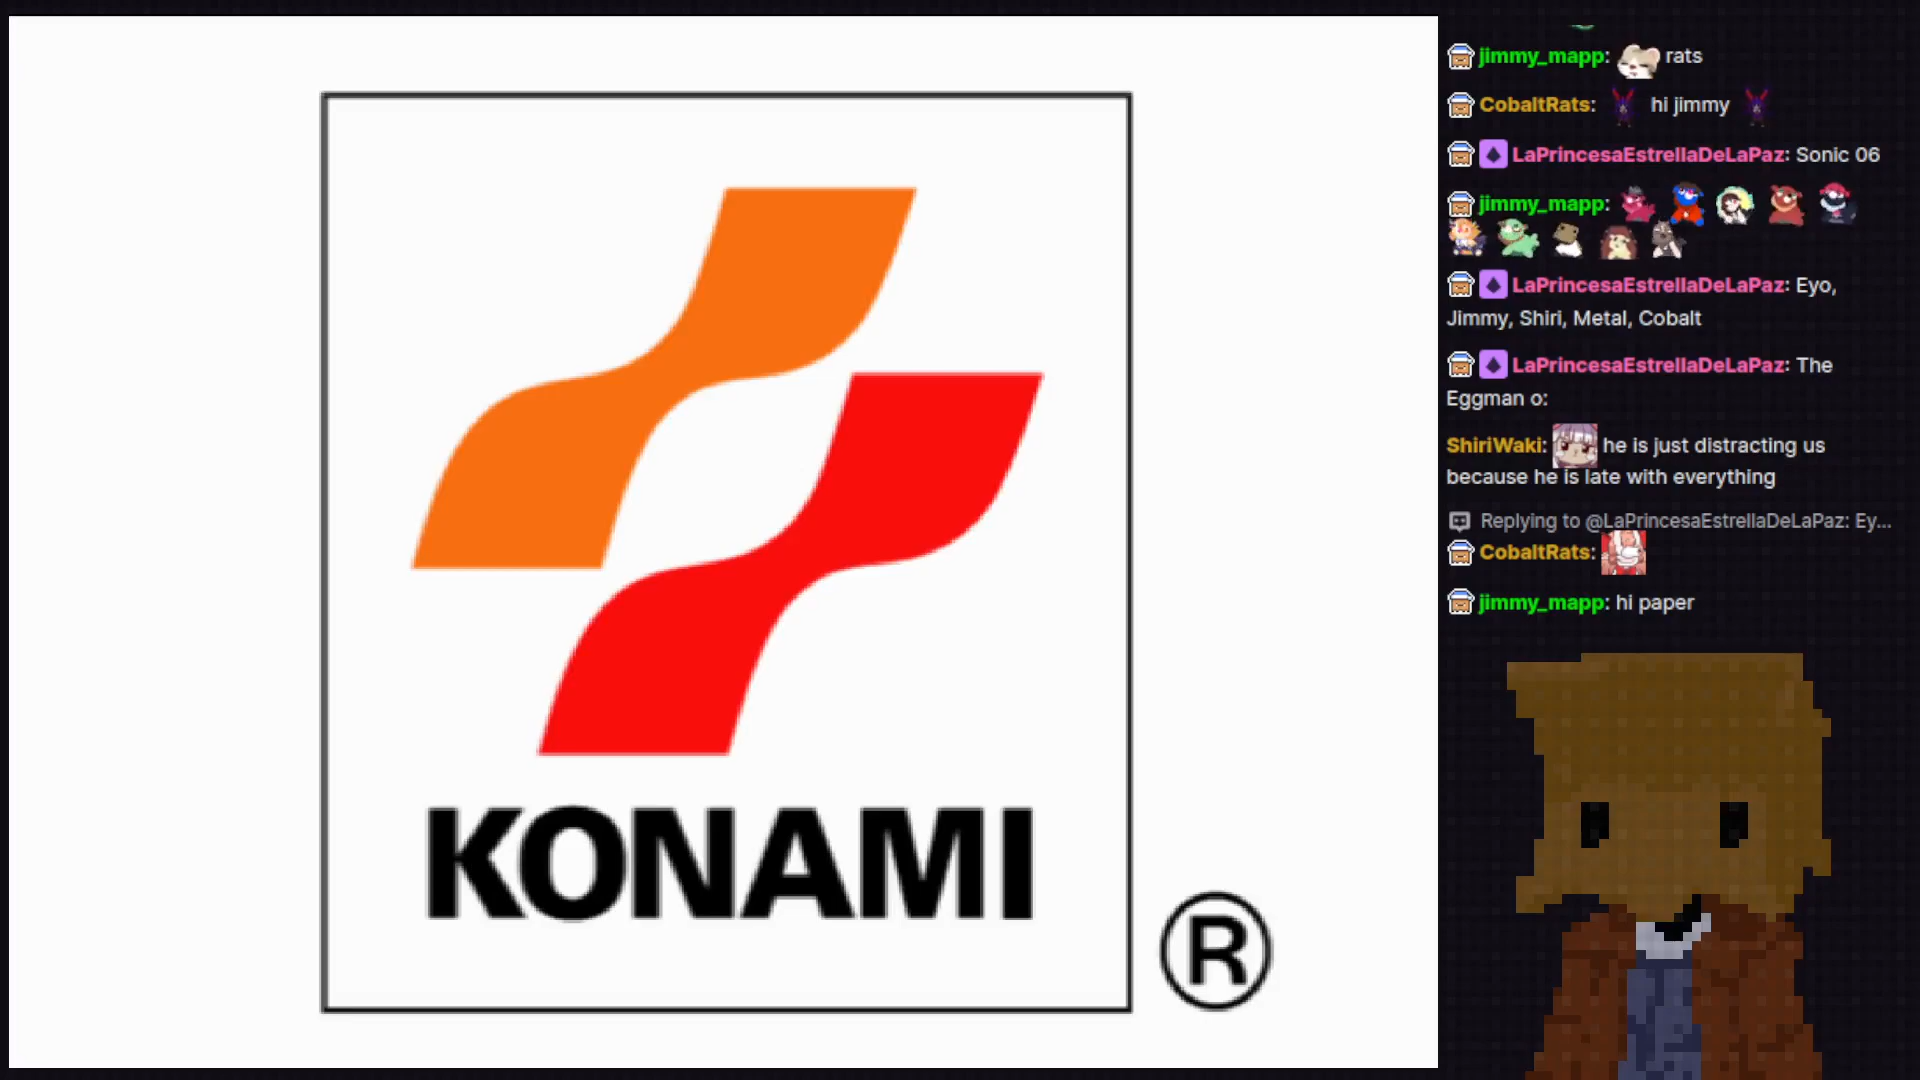 KONAMI
®
jimmy_mapp: rats
CobaltRats: hi jimmy
LaPrincesaEstrellaDeLaPaz: Sonic 06
jimmy_mapp:
LaPrincesaEstrellaDeLaPaz: Eyo,
Jimmy, Shiri, Metal, Cobalt
LaPrincesaEstrellaDeLaPaz: The
Eggman o:
ShiriWaki: he is just distracting us
because he is late with everything
Replying to @LaPrincesaEstrellaDeLaPaz: Ey...
CobaltRats:
jimmy_mapp: hi paper